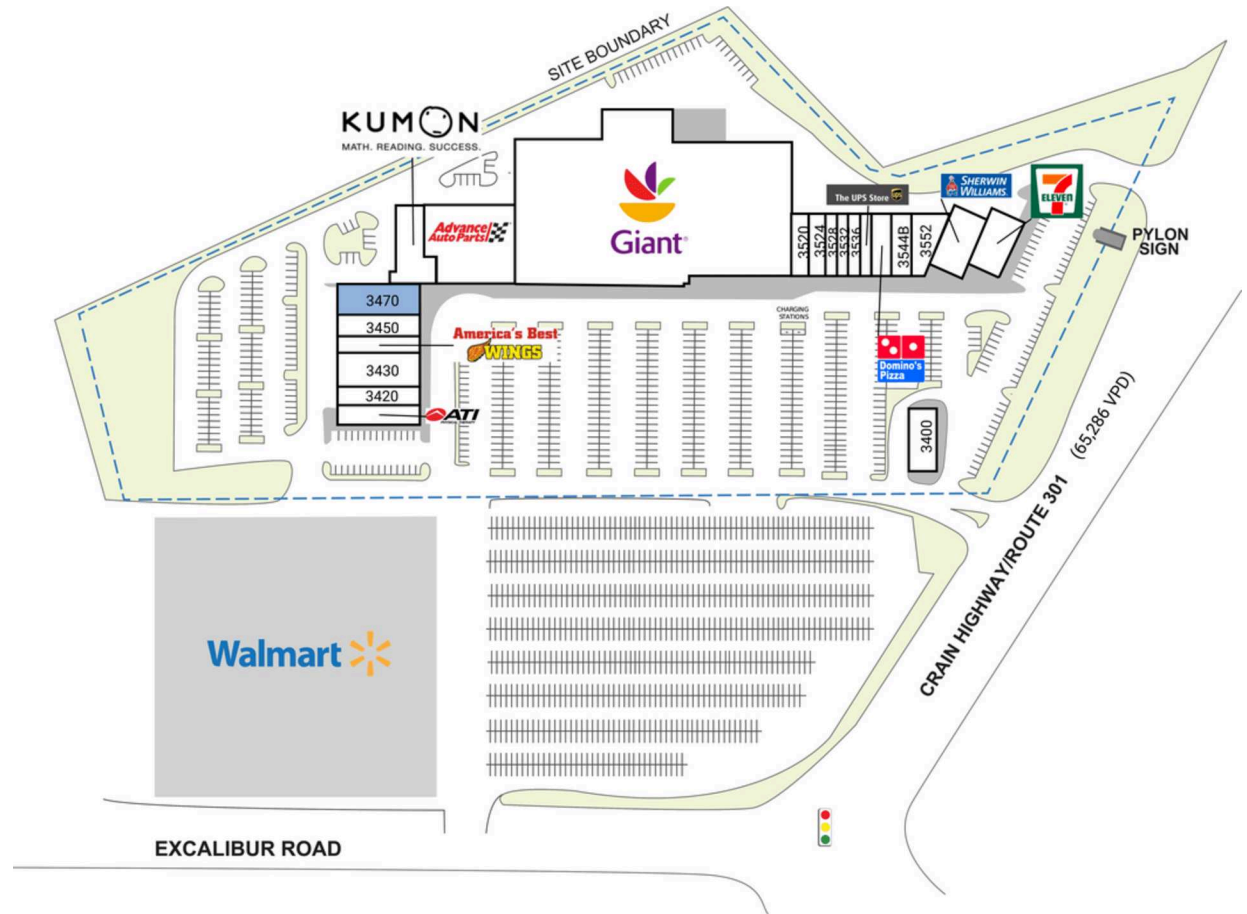 SITE BOUNDARY
KUMON
MATH. READING. SUCCESS.
Advance
Auto Parts
Giant
The UPS Store
SHERWIN
WILLIAMS.
7
ELEVEN
PYLON
SIGN
3520
3524
3528
3532
3536
3544B
3552
3470
3450
America's Best
WINGS
3430
3420
ATI
CHARGING
STATIONS
Domino's
Pizza
3400
CRAIN HIGHWAY/ROUTE 301 (65,286 VPD)
Walmart
EXCALIBUR ROAD